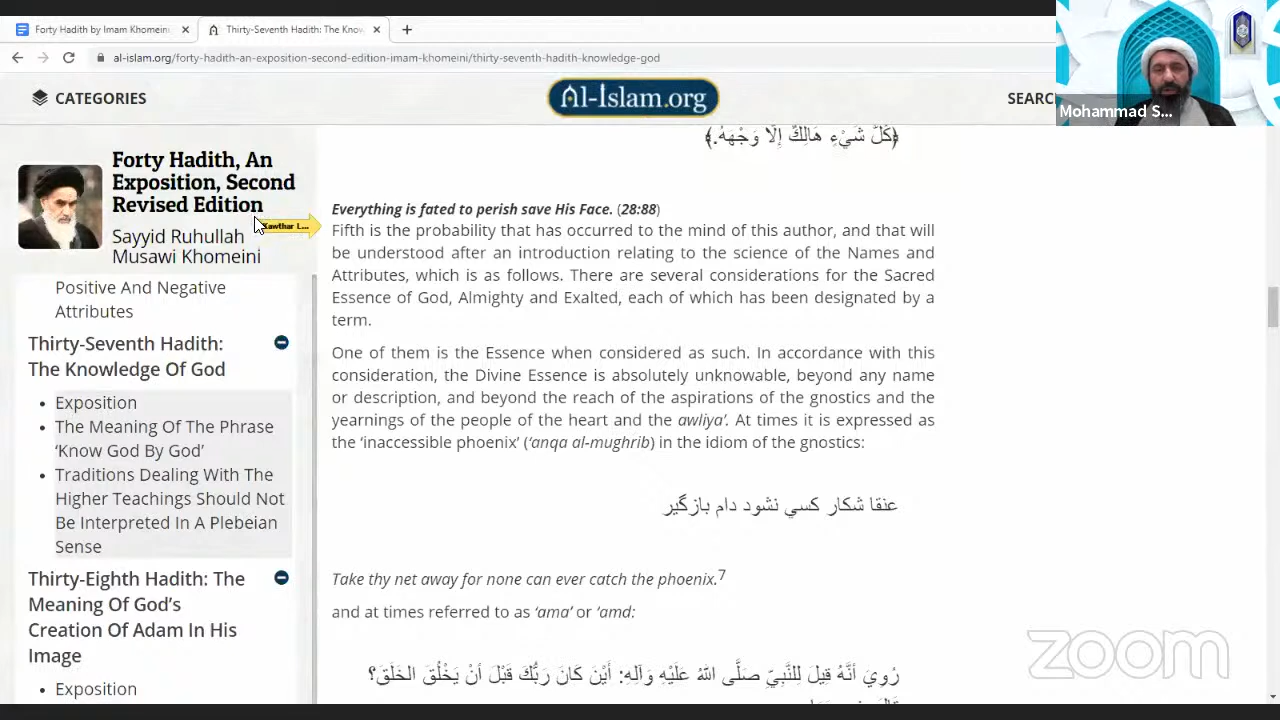 Forty Hadith by Imam Khomeini
Thirty-Seventh Hadith: The Know
al-islam.org/forty-hadith-an-exposition-second-edition-imam-khomeini/thirty-seventh-hadith-knowledge-god
CATEGORIES
Al-Islam.org
SEARC
Mohammad S...
Forty Hadith, An
Exposition, Second
Revised Edition
Sayyid Ruhullah
Musawi Khomeini
Kawthar L...
Positive And Negative
Attributes
Thirty-Seventh Hadith:
The Knowledge Of God
• Exposition
• The Meaning Of The Phrase
‘Know God By God’
• Traditions Dealing With The
Higher Teachings Should Not
Be Interpreted In A Plebeian
Sense
Thirty-Eighth Hadith: The
Meaning Of God’s
Creation Of Adam In His
Image
• Exposition
﴿كُلُّ شَيْءٍ هَالِكٌ إِلَّا وَجْهَهُ.﴾
Everything is fated to perish save His Face. (28:88)
Fifth is the probability that has occurred to the mind of this author, and that will
be understood after an introduction relating to the science of the Names and
Attributes, which is as follows. There are several considerations for the Sacred
Essence of God, Almighty and Exalted, each of which has been designated by a
term.
One of them is the Essence when considered as such. In accordance with this
consideration, the Divine Essence is absolutely unknowable, beyond any name
or description, and beyond the reach of the aspirations of the gnostics and the
yearnings of the people of the heart and the awliya’. At times it is expressed as
the ‘inaccessible phoenix’ (‘anqa al-mughrib) in the idiom of the gnostics:
عنقا شكار كسي نشود دام بازگير
Take thy net away for none can ever catch the phoenix.7
and at times referred to as ‘ama’ or ‘amd:
رُوِيَ أنَّهُ قِيلَ لِلنَّبِيِّ صَلَّى اللهُ عَلَيْهِ وَآلِهِ: أيْنَ كَانَ رَبُّكَ قَبْلَ أنْ يَخْلُقَ الخَلْقَ؟
zoom